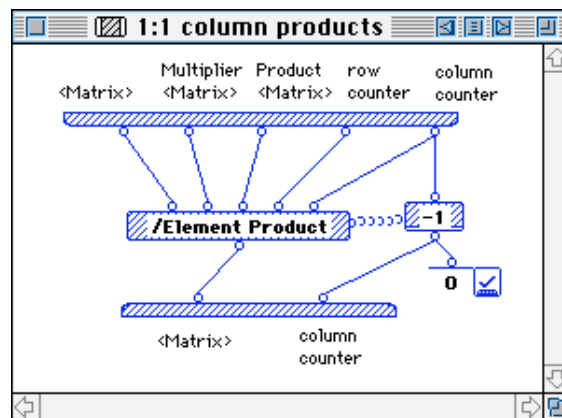 1:1 column products
Multiplier Product row column
<Matrix> <Matrix> <Matrix> counter counter
/Element Product
-1
0
<Matrix> column
counter